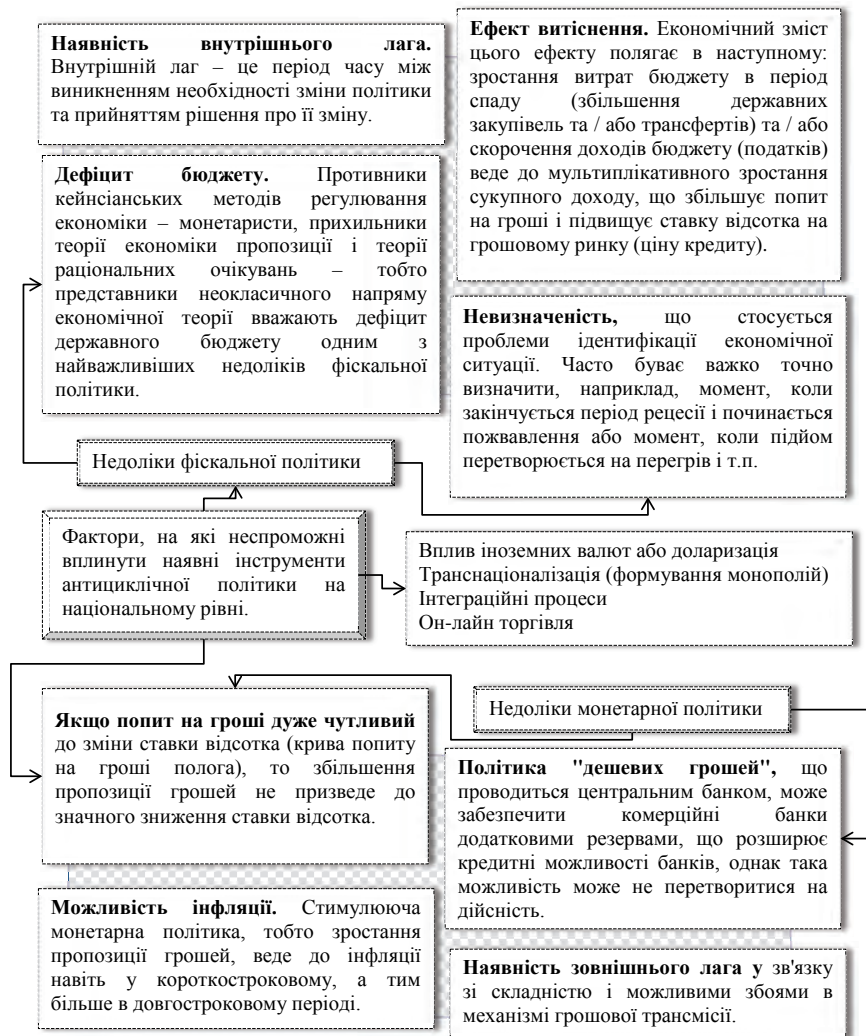 Наявність внутрішнього лага.
Внутрішній лаг – це період часу між
виникненням необхідності зміни політики
та прийняттям рішення про її зміну.
Ефект витіснення. Економічний зміст
цього ефекту полягає в наступному:
зростання витрат бюджету в період
спаду (збільшення державних
закупівель та / або трансфертів) та / або
скорочення доходів бюджету (податків)
веде до мультиплікативного зростання
сукупного доходу, що збільшує попит
на гроші і підвищує ставку відсотка на
грошовому ринку (ціну кредиту).
Дефіцит бюджету. Противники
кейнсіанських методів регулювання
економіки – монетаристи, прихильники
теорії економіки пропозиції і теорії
раціональних очікувань – тобто
представники неокласичного напряму
економічної теорії вважають дефіцит
державного бюджету одним з
найважливіших недоліків фіскальної
політики.
Невизначеність, що стосується
проблеми ідентифікації економічної
ситуації. Часто буває важко точно
визначити, наприклад, момент, коли
закінчується період рецесії і починається
пожвавлення або момент, коли підйом
перетворюється на перегрів і т.п.
Недоліки фіскальної політики
Фактори, на які неспроможні
вплинути наявні інструменти
антициклічної політики на
національному рівні.
Вплив іноземних валют або доларизація
Транснаціоналізація (формування монополій)
Інтеграційні процеси
Он-лайн торгівля
Недоліки монетарної політики
Якщо попит на гроші дуже чутливий
до зміни ставки відсотка (крива попиту
на гроші полога), то збільшення
пропозиції грошей не призведе до
значного зниження ставки відсотка.
Політика "дешевих грошей", що
проводиться центральним банком, може
забезпечити комерційні банки
додатковими резервами, що розширює
кредитні можливості банків, однак така
можливість може не перетворитися на
дійсність.
Можливість інфляції. Стимулююча
монетарна політика, тобто зростання
пропозиції грошей, веде до інфляції
навіть у короткостроковому, а тим
більше в довгостроковому періоді.
Наявність зовнішнього лага у зв'язку
зі складністю і можливими збоями в
механізмі грошової трансмісії.